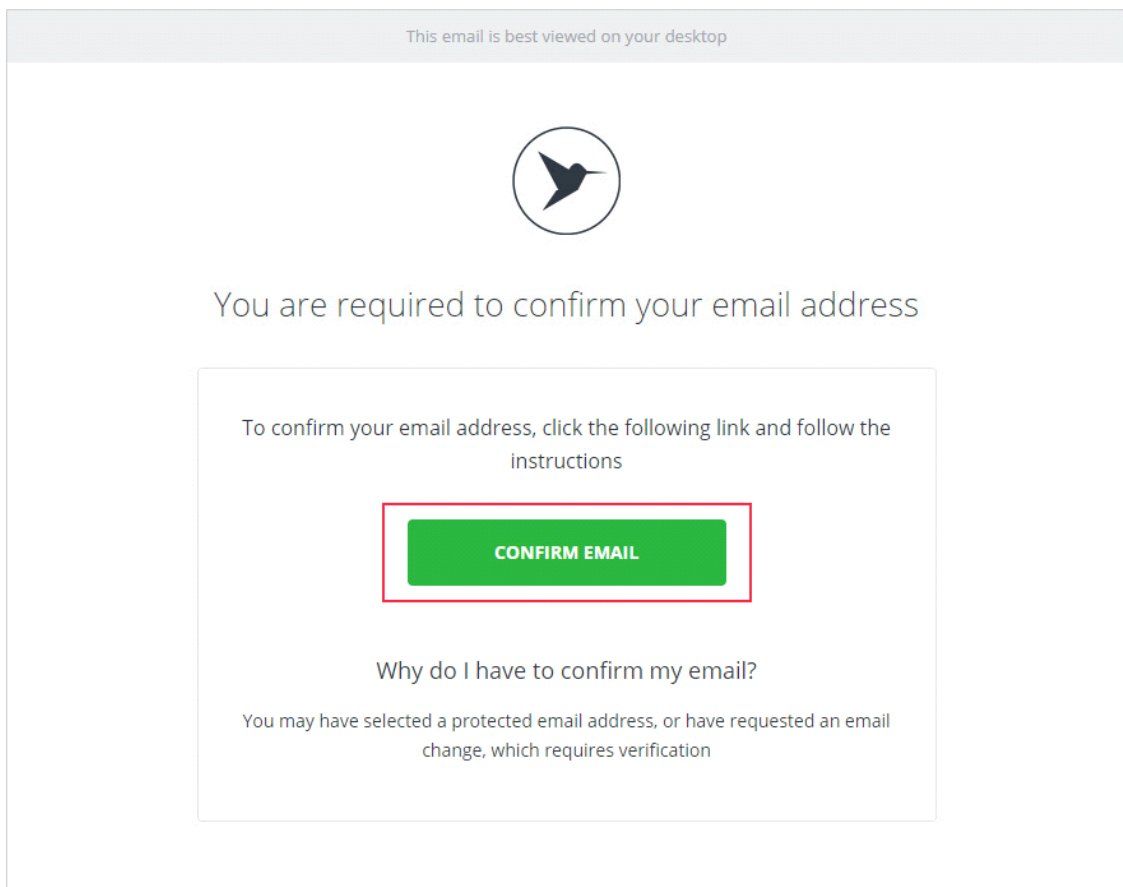 This email is best viewed on your desktop
You are required to confirm your email address
To confirm your email address, click the following link and follow the
instructions
CONFIRM EMAIL
Why do I have to confirm my email?
You may have selected a protected email address, or have requested an email
change, which requires verification